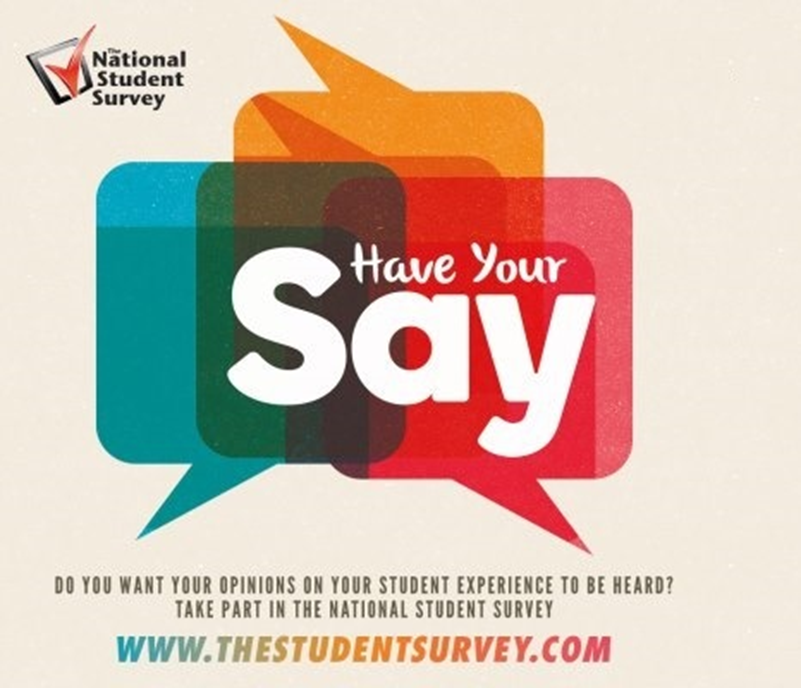 The
National
Student
Survey
Have Your
Say
DO YOU WANT YOUR OPINIONS ON YOUR STUDENT EXPERIENCE TO BE HEARD?
TAKE PART IN THE NATIONAL STUDENT SURVEY
WWW.THESTUDENTSURVEY.COM